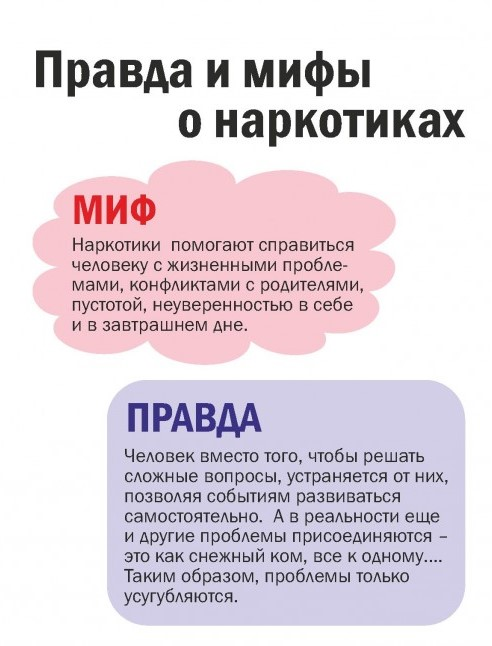 Правда и мифы
о наркотиках
МИФ
Наркотики помогают справиться
человеку с жизненными пробле-
мами, конфликтами с родителями,
пустотой, неуверенностью в себе
и в завтрашнем дне.
ПРАВДА
Человек вместо того, чтобы решать
сложные вопросы, устраняется от них,
позволяя событиям развиваться
самостоятельно. А в реальности еще
и другие проблемы присоединяются –
это как снежный ком, все к одному....
Таким образом, проблемы только
усугубляются.